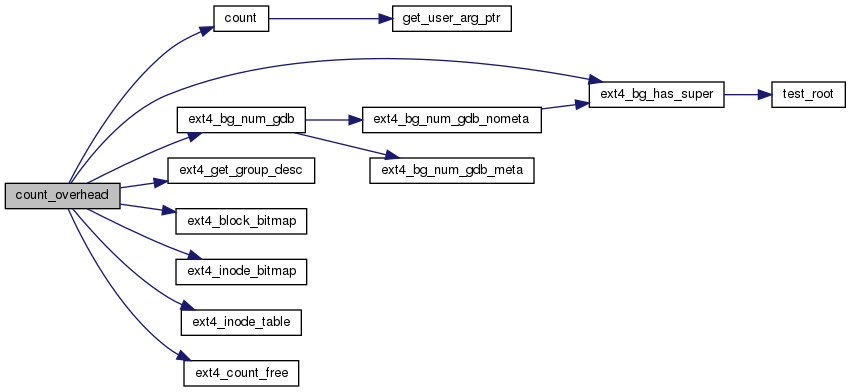 count
get_user_arg_ptr
ext4_bg_has_super
test_root
ext4_bg_num_gdb
ext4_bg_num_gdb_nometa
ext4_get_group_desc
ext4_bg_num_gdb_meta
count_overhead
ext4_block_bitmap
ext4_inode_bitmap
ext4_inode_table
ext4_count_free